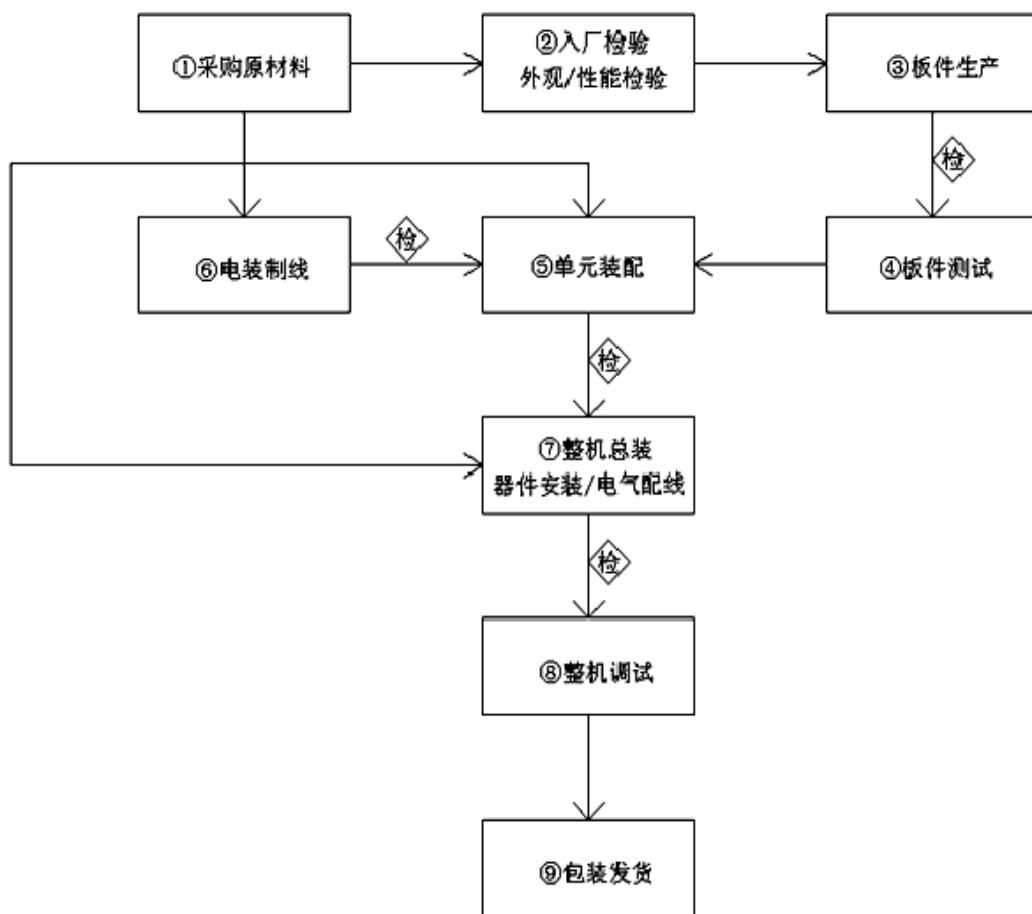 ①采购原材料
②入厂检验
外观/性能检验
③板件生产
检
⑥电装制线
检
⑤单元装配
④板件测试
检
⑦整机总装
器件安装/电气配线
检
⑧整机调试
⑨包装发货